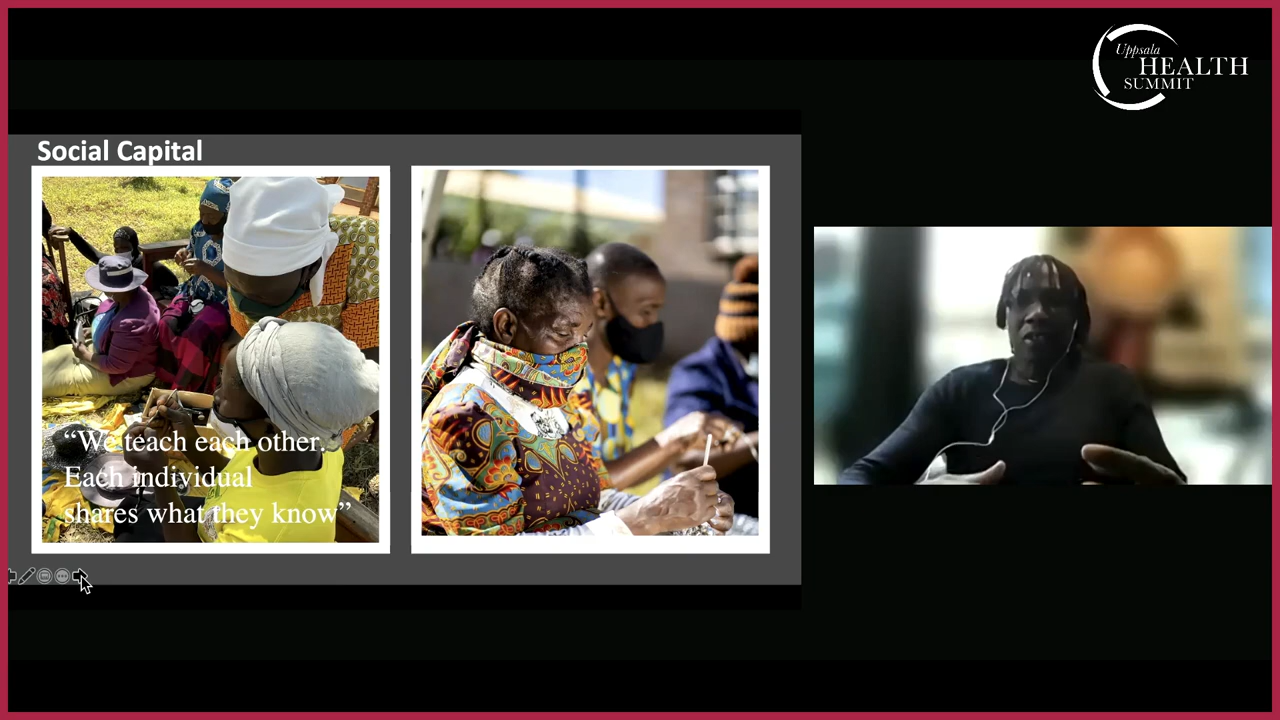 Uppsala
HEALTH
SUMMIT
Social Capital
“We teach each other.
Each individual
shares what they know”